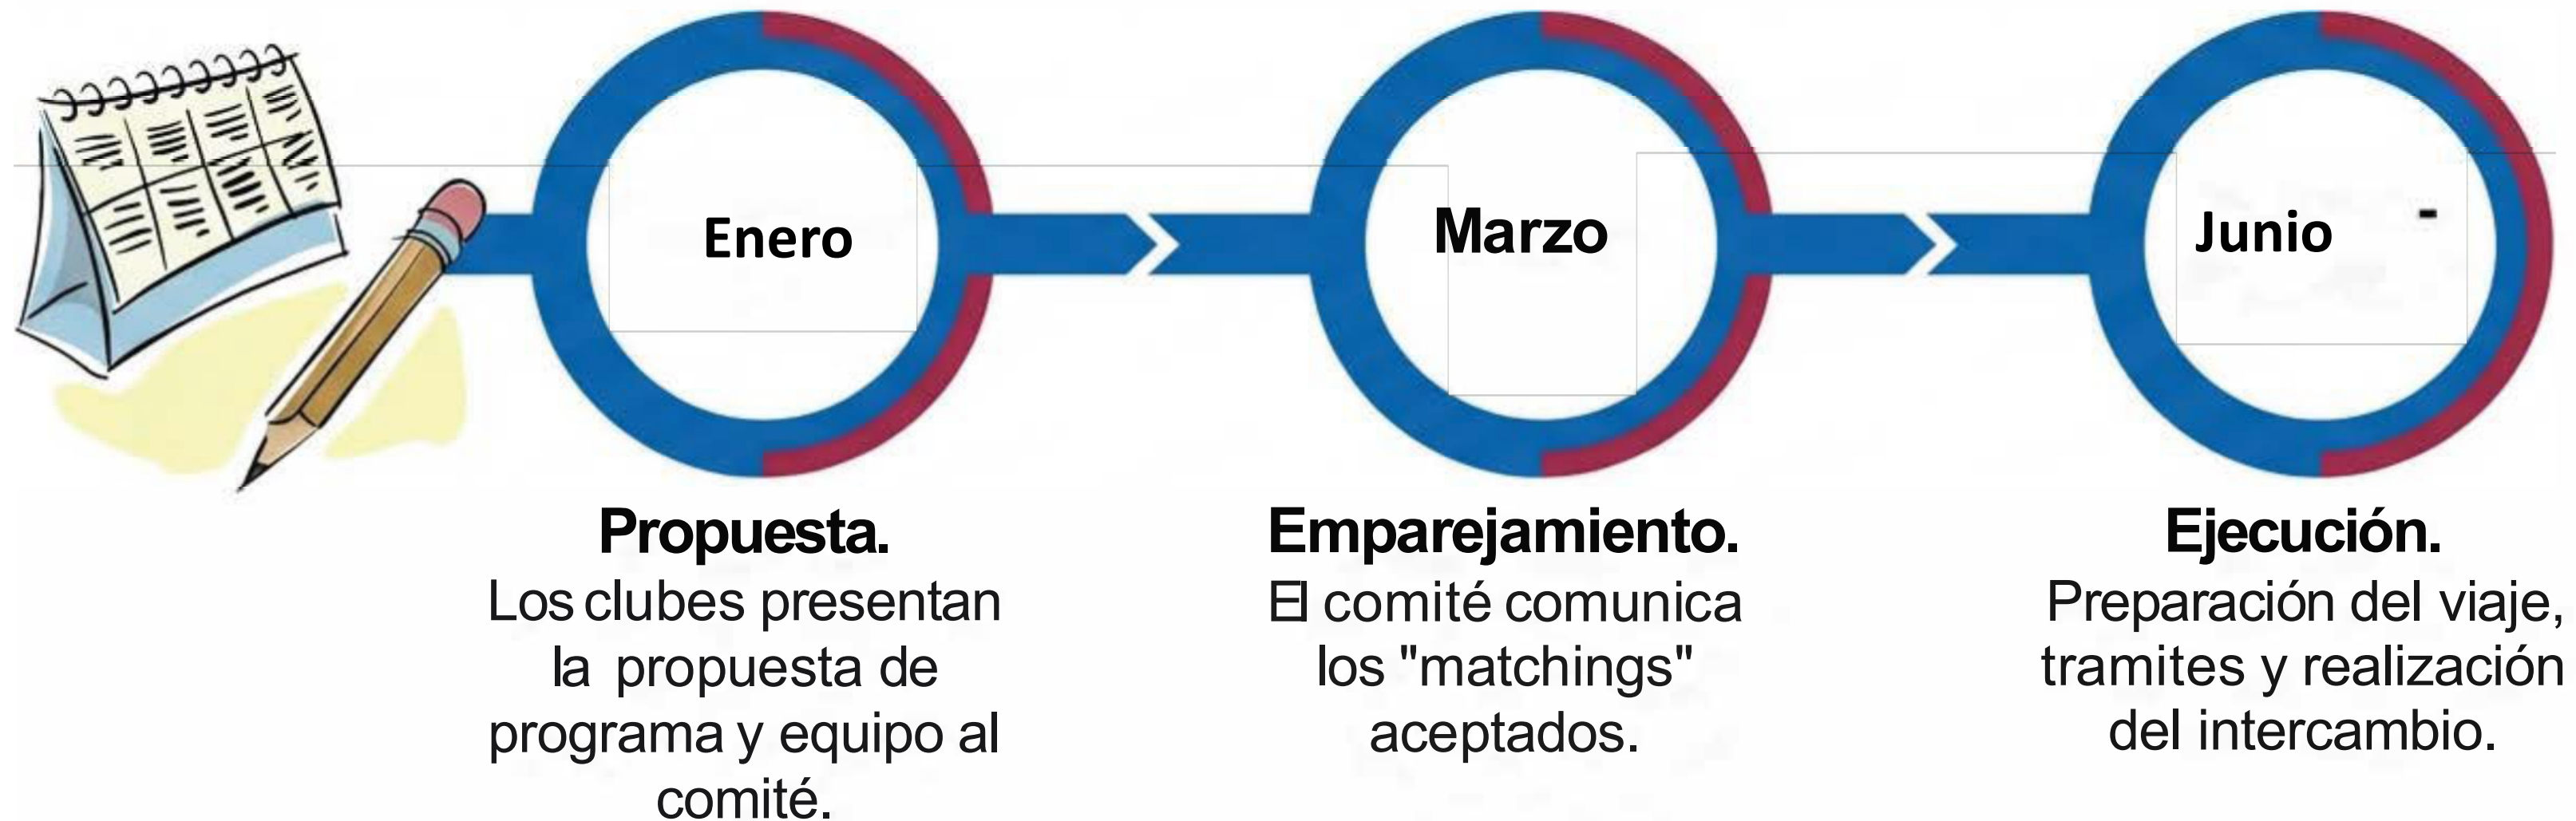 Enero
Marzo
Junio -
Propuesta.
Los clubes presentan
la propuesta de
programa y equipo al
comité.
Emparejamiento.
El comité comunica
los "matchings"
aceptados.
Ejecución.
Preparación del viaje,
tramites y realización
del intercambio.